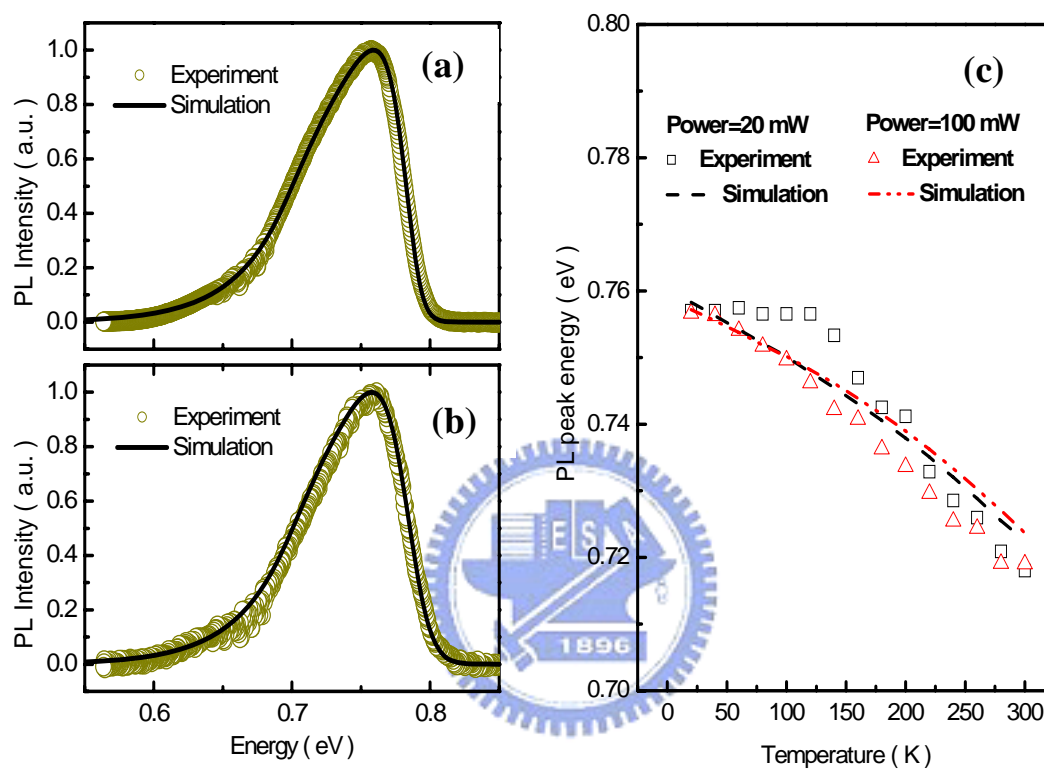 (a)
1.0
0.8
0.6
0.4
0.2
0.0
PL Intensity ( a.u. )
Experiment
Simulation
(b)
1.0
0.8
0.6
0.4
0.2
0.0
PL Intensity ( a.u. )
Experiment
Simulation
0.6 0.7 0.8
Energy ( eV )
(c)
0.80
0.78
0.76
0.74
0.72
0.70
PL peak energy ( eV )
Power=20 mW Power=100 mW
Experiment Experiment
Simulation Simulation
0 50 100 150 200 250 300
Temperature ( K )
E S
1896